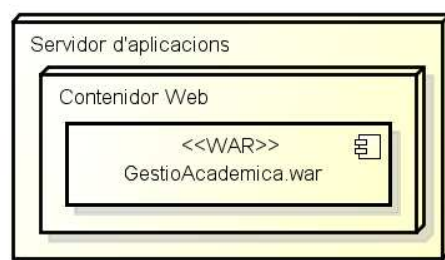 Servidor d'aplicacions
Contenidor Web
<<WAR>>
GestioAcademica.war